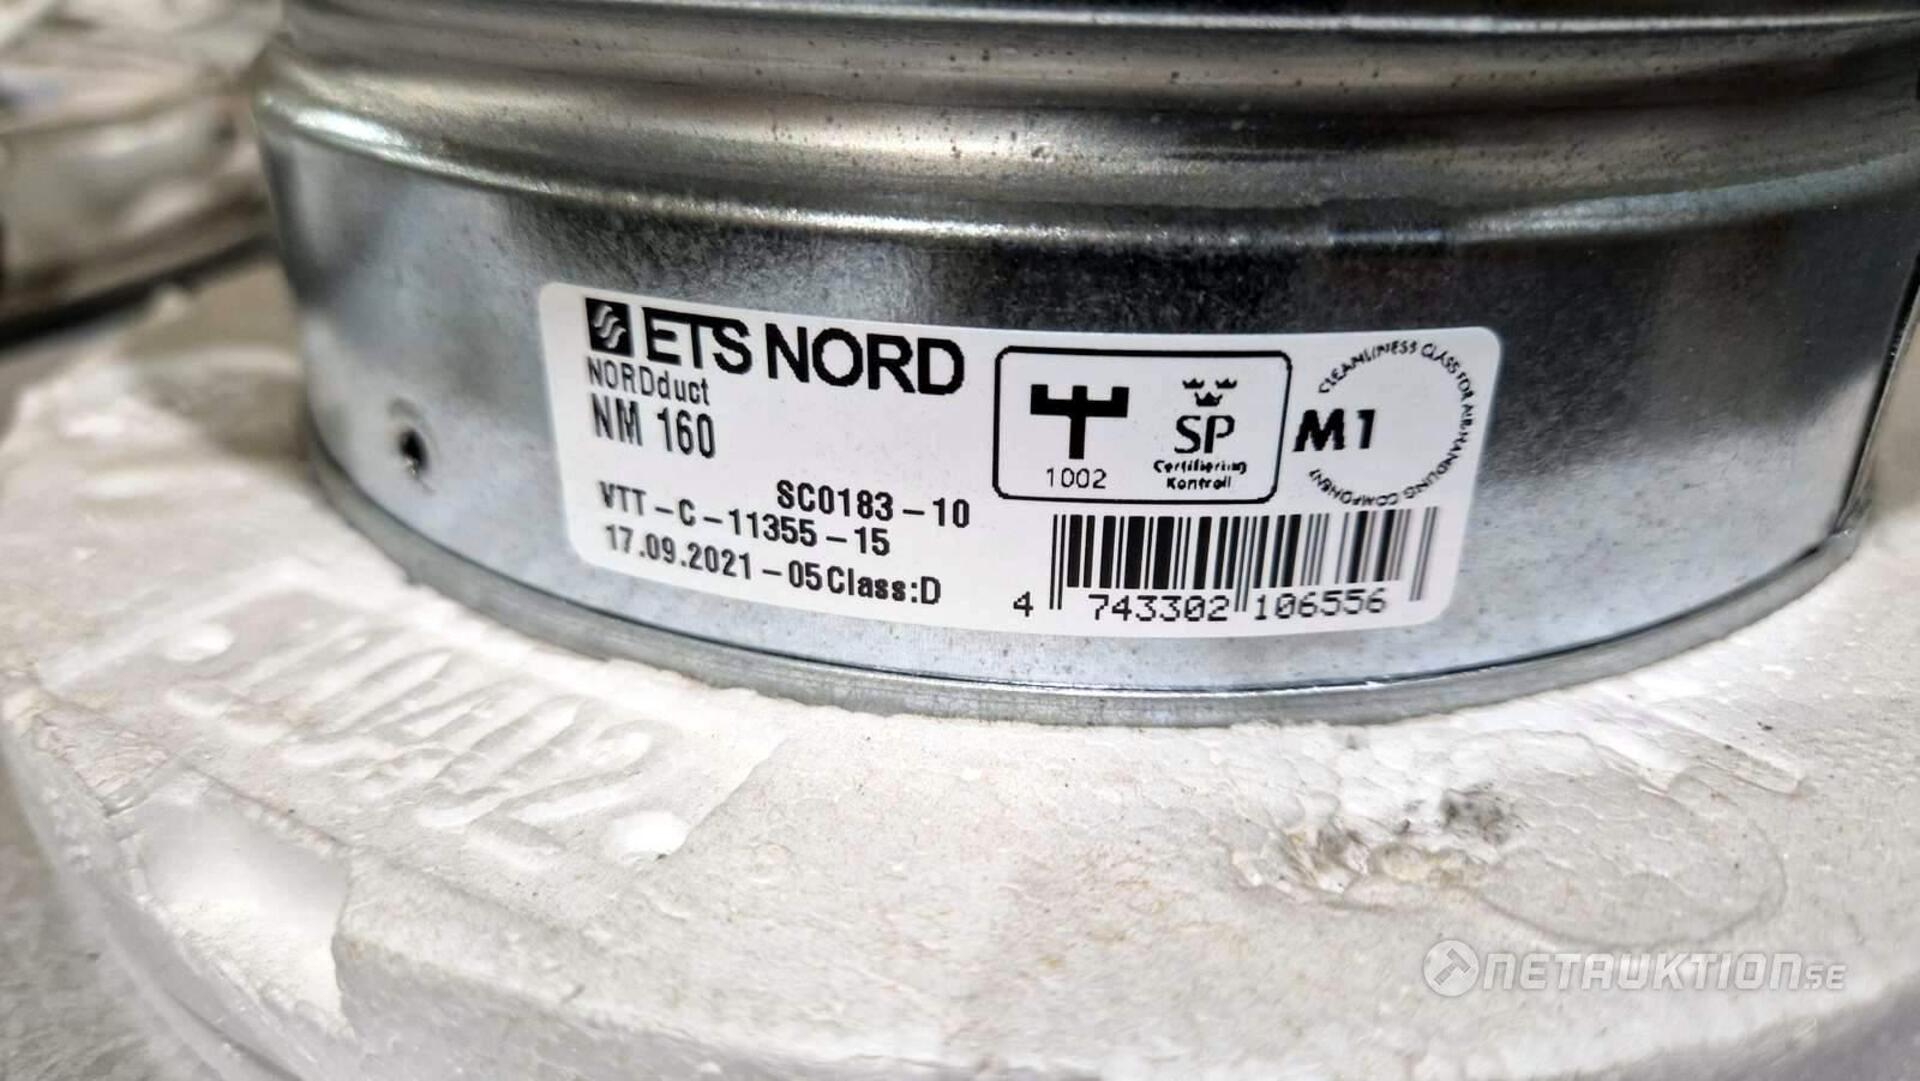 ETS NORD
NORDduct
NM 160
SC0183-10
VTT-C-11355-15
17.09.2021-05 Class:D
1002
SP
Certifiering
Kontroll
M1
CLEANLINESS CLASS FOR AIR-HANDLING COMPONENT
4 743302 106556
NETAUKTION.SE